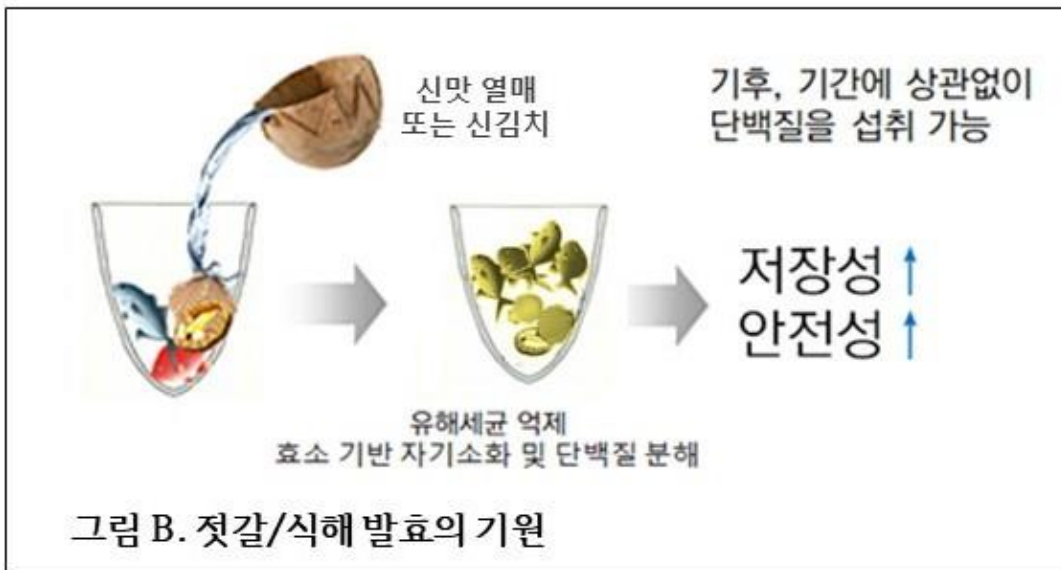 신맛 열매
또는 신김치
기후, 기간에 상관없이
단백질을 섭취 가능
저장성 ↑
안전성 ↑
유해세균 억제
효소 기반 자기소화 및 단백질 분해
그림 B. 젓갈/식해 발효의 기원